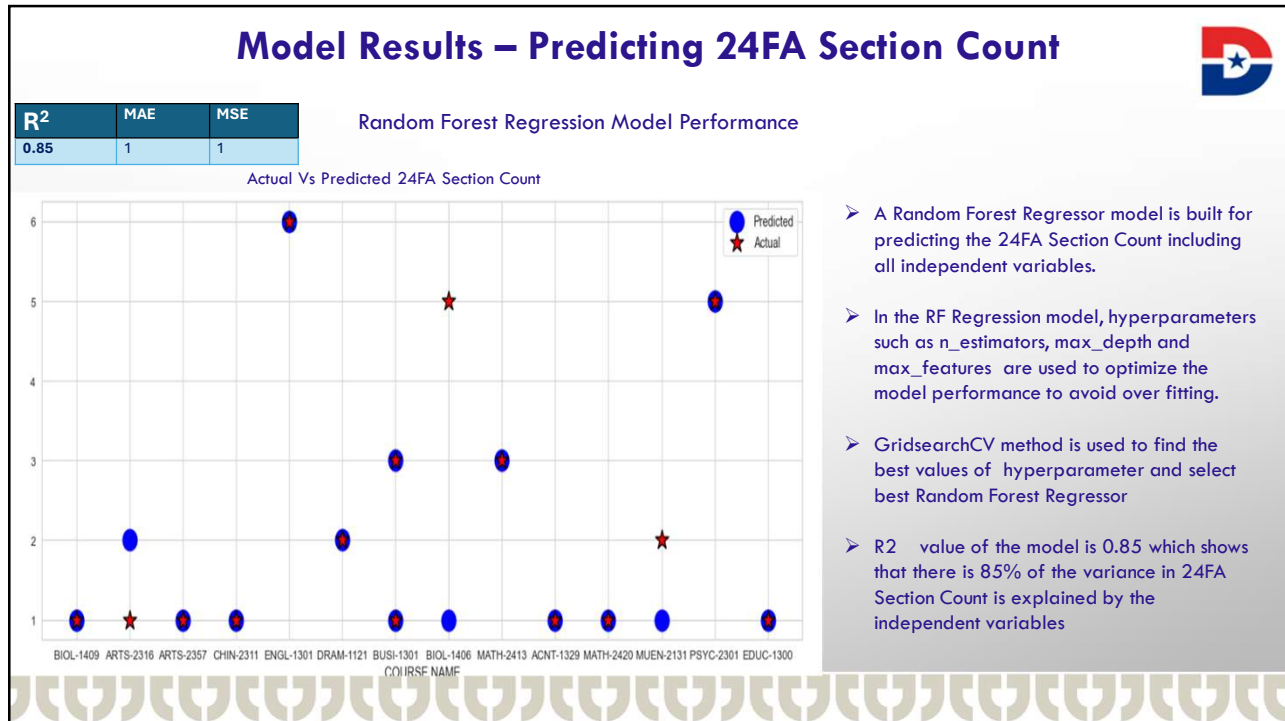 Model Results – Predicting 24FA Section Count
R2 MAE MSE
0.85 1 1
Random Forest Regression Model Performance
Actual Vs Predicted 24FA Section Count
Predicted
Actual
6
5
4
3
2
1
BIOL-1409 ARTS-2316 ARTS-2357 CHIN-2311 ENGL-1301 DRAM-1121 BUSI-1301 BIOL-1406 MATH-2413 ACNT-1329 MATH-2420 MUEN-2131 PSYC-2301 EDUC-1300
COURSE NAME
➢ A Random Forest Regressor model is built for
predicting the 24FA Section Count including
all independent variables.
➢ In the RF Regression model, hyperparameters
such as n_estimators, max_depth and
max_features are used to optimize the
model performance to avoid over fitting.
➢ GridsearchCV method is used to find the
best values of hyperparameter and select
best Random Forest Regressor
➢ R2 value of the model is 0.85 which shows
that there is 85% of the variance in 24FA
Section Count is explained by the
independent variables